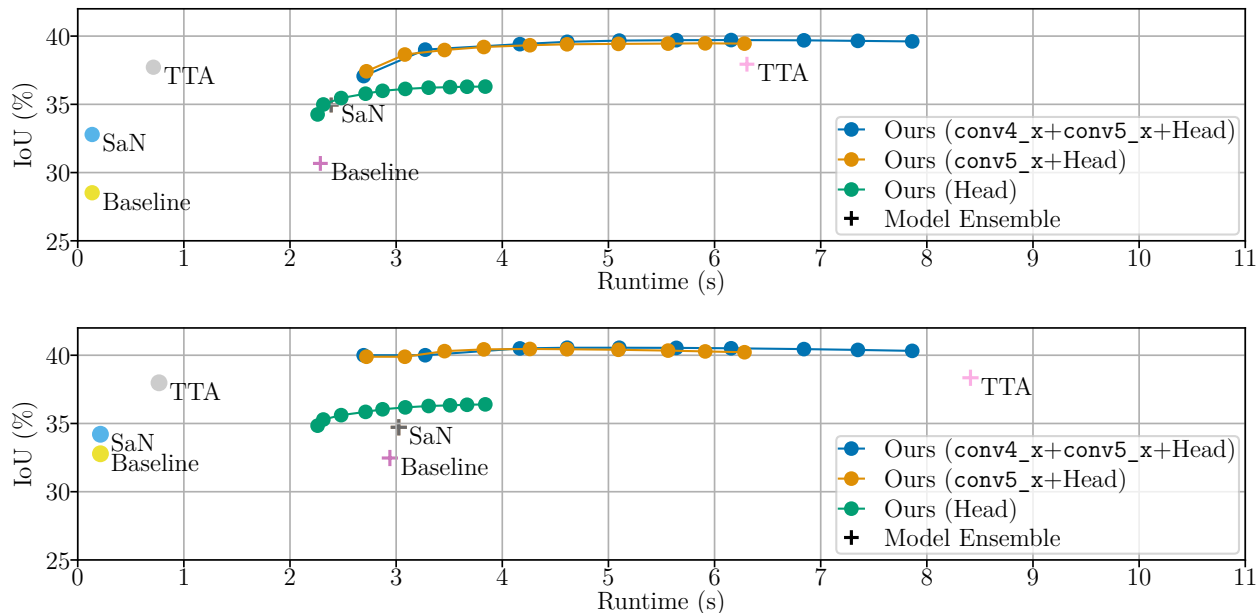 40
TTA
TTA
35
SaN
IoU (%)
SaN
Ours (conv4_x+conv5_x+Head)
30
Baseline
Ours (conv5_x+Head)
Baseline
Ours (Head)
Model Ensemble
25
0 1 2 3 4 5 6 7 8 9 10 11
Runtime (s)
40
TTA
TTA
35
SaN
SaN
IoU (%)
Baseline
Baseline
Ours (conv4_x+conv5_x+Head)
30
Ours (conv5_x+Head)
Ours (Head)
Model Ensemble
25
0 1 2 3 4 5 6 7 8 9 10 11
Runtime (s)